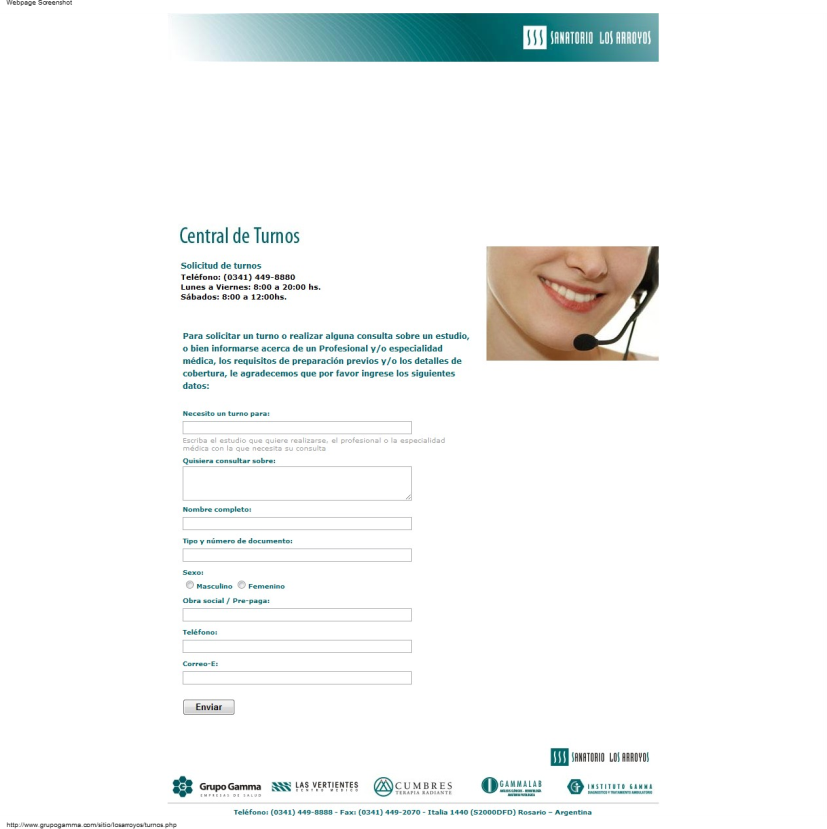 Webpage Screenshot
SANATORIO LOS ARROYOS
Central de Turnos
Solicitud de turnos
Teléfono: (0341) 449-8880
Lunes a Viernes: 8:00 a 20:00 hs.
Sábados: 8:00 a 12:00hs.
Para solicitar un turno o realizar alguna consulta sobre un estudio,
o bien informarse acerca de un Profesional y/o especialidad
médica, los requisitos de preparación previos y/o los detalles de
cobertura, le agradecemos que por favor ingrese los siguientes
datos:
Necesito un turno para:
Escriba el estudio que quiere realizarse, el profesional o la especialidad
médica con la que necesita su consulta
Quisiera consultar sobre:
Nombre completo:
Tipo y número de documento:
Sexo:
Masculino Femenino
Obra social / Pre-paga:
Teléfono:
Correo-E:
Enviar
SANATORIO LOS ARROYOS
Grupo Gamma
EMPRESAS DE SALUD
LAS VERTIENTES
CENTRO MÉDICO
CUMBRES
TERAPIA RADIANTE
GAMMALAB
INSTITUTO GAMMA
DIAGNÓSTICO Y TRATAMIENTO AMBULATORIO
Teléfono: (0341) 449-8888 - Fax: (0341) 449-2070 - Italia 1440 (S2000DFD) Rosario – Argentina
http://www.grupogamma.com/sitio/losarroyos/turnos.php